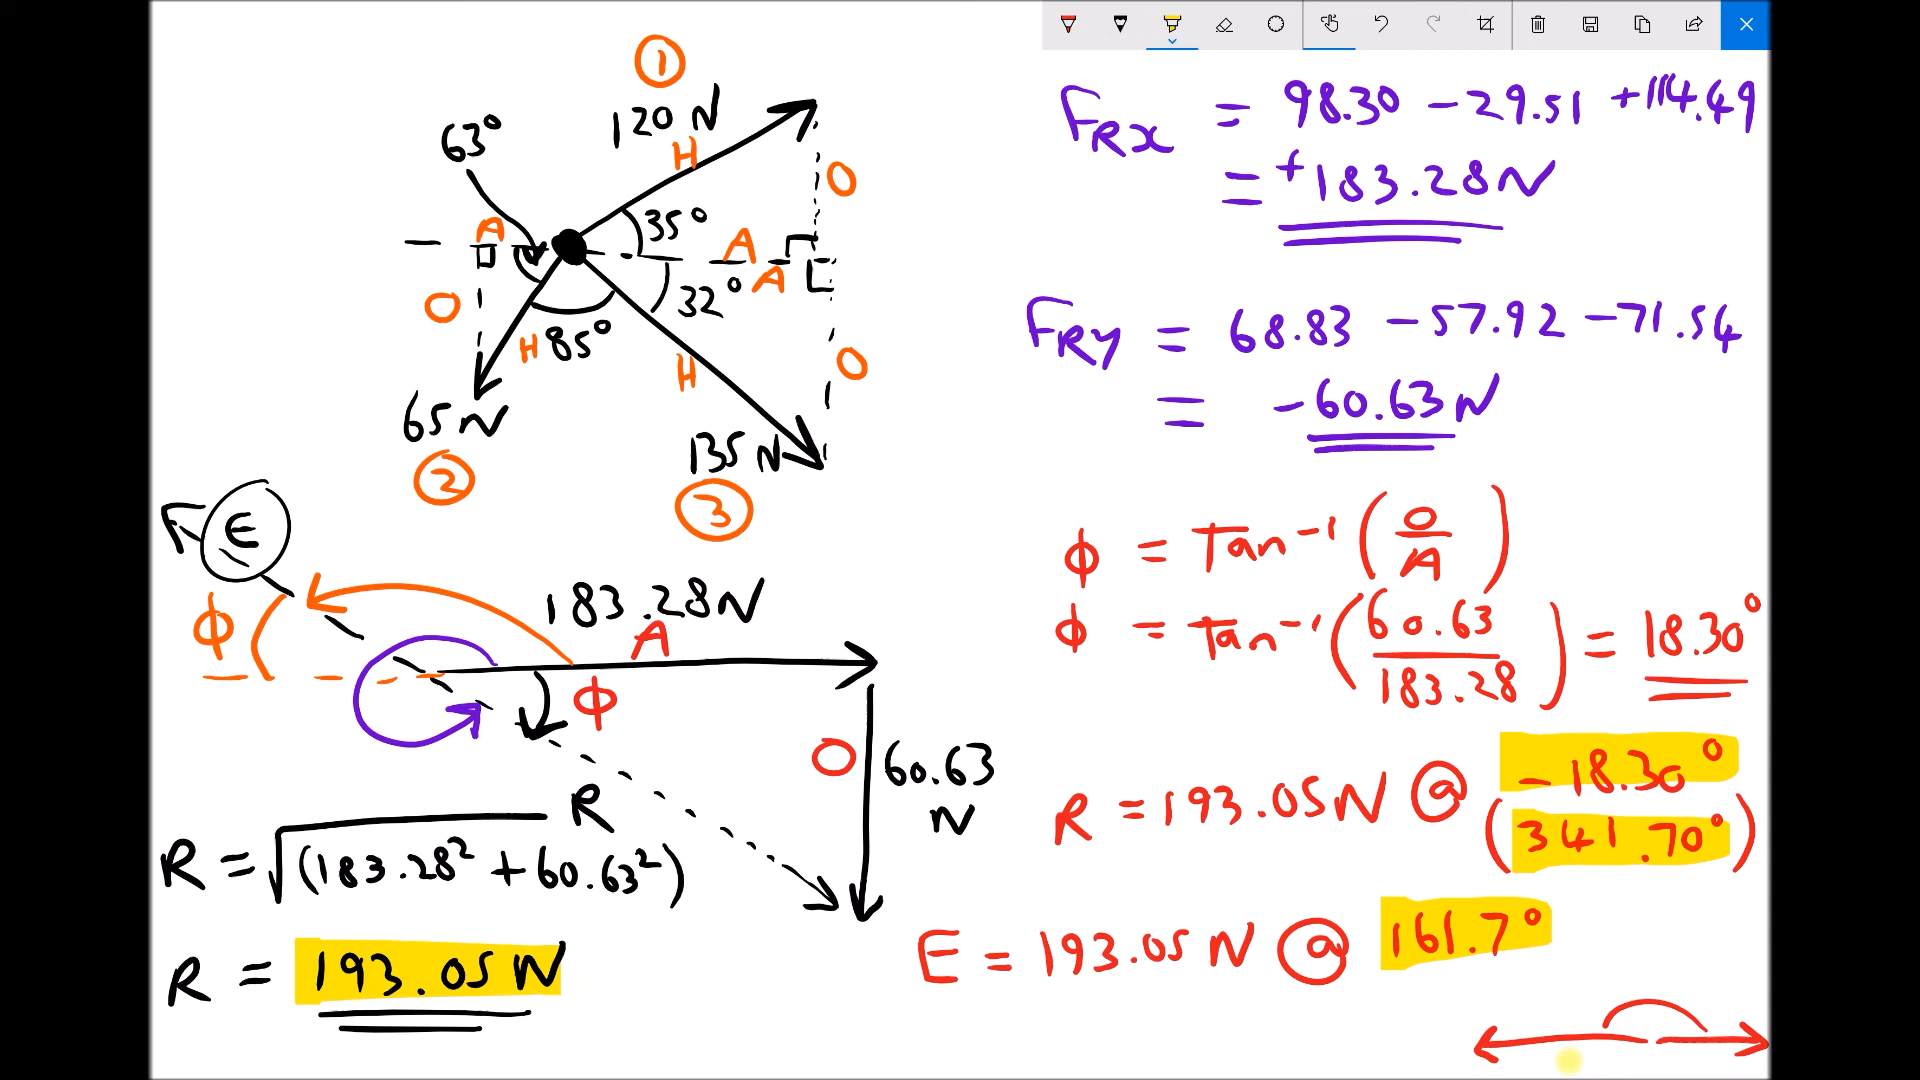 ①
120 N
63°
H
O
35°
A
A
A
32°
O
H 85°
H
O
65 N
②
135 N
③
E
ϕ
183.28N
A
ϕ
O
60.63
N
R
R = √(183.28² + 60.63²)
R = 193.05 N
FRx = 98.30 - 29.51 + 114.49
= +183.28N
FRy = 68.83 - 57.92 - 71.54
= -60.63N
ϕ = Tan⁻¹ (O/A)
ϕ = Tan⁻¹ (60.63/183.28) = 18.30°
R = 193.05N @ -18.30°
(341.70°)
E = 193.05 N @ 161.7°